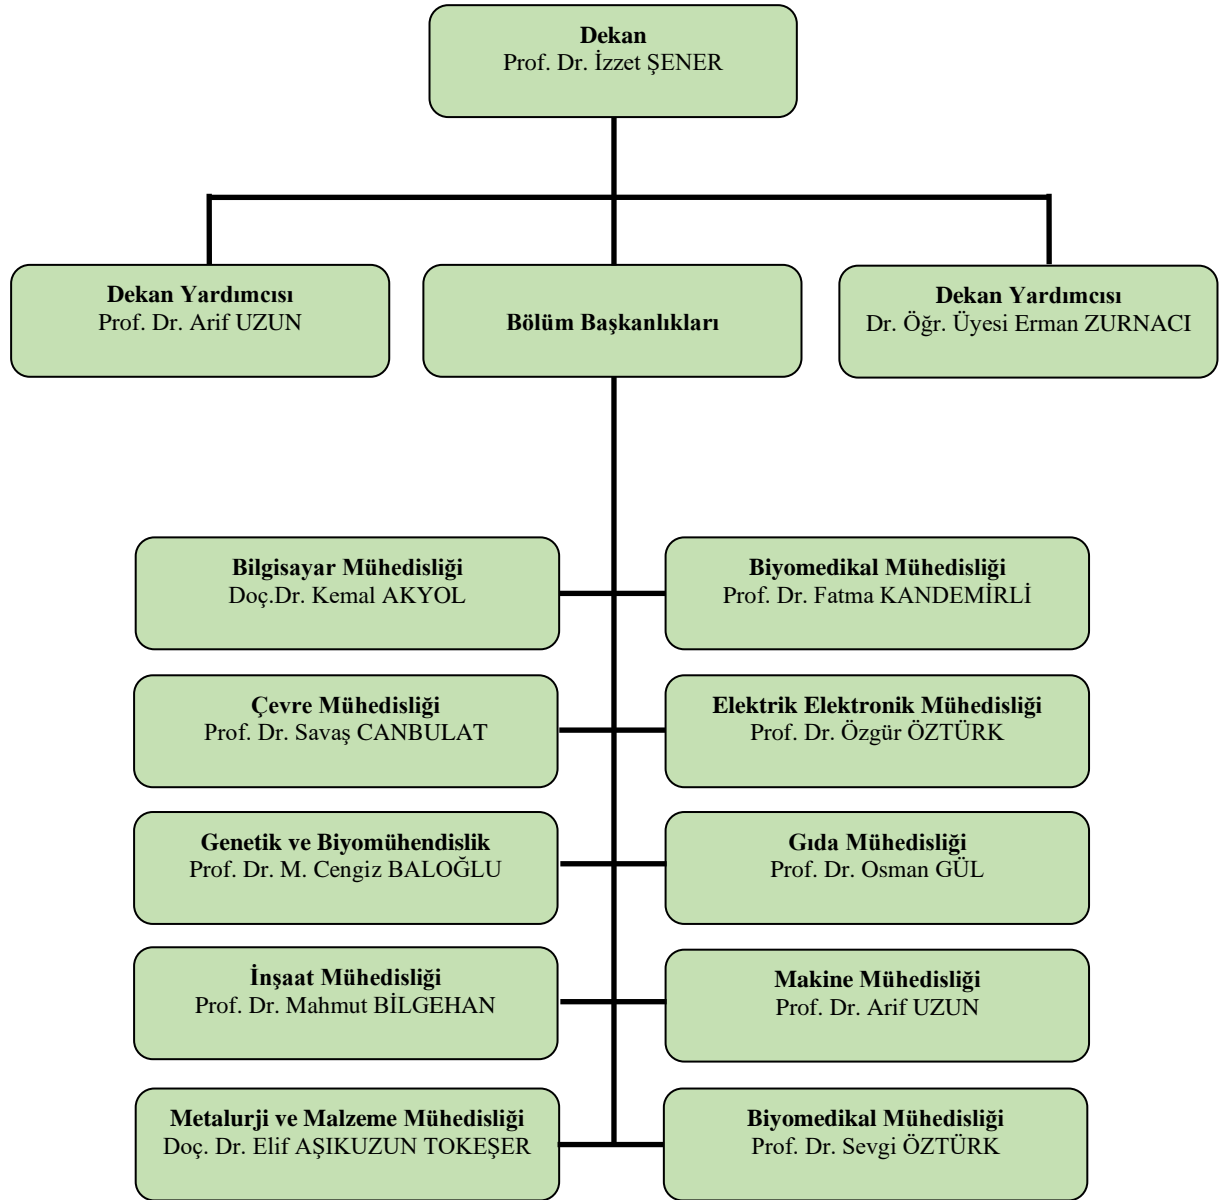 Dekan
Prof. Dr. İzzet ŞENER
Dekan Yardımcısı
Prof. Dr. Arif UZUN
Bölüm Başkanlıkları
Dekan Yardımcısı
Dr. Öğr. Üyesi Erman ZURNACI
Bilgisayar Mühedisliği
Doç.Dr. Kemal AKYOL
Biyomedikal Mühedisliği
Prof. Dr. Fatma KANDEMİRLİ
Çevre Mühedisliği
Prof. Dr. Savaş CANBULAT
Elektrik Elektronik Mühedisliği
Prof. Dr. Özgür ÖZTÜRK
Genetik ve Biyomühendislik
Prof. Dr. M. Cengiz BALOĞLU
Gıda Mühedisliği
Prof. Dr. Osman GÜL
İnşaat Mühedisliği
Prof. Dr. Mahmut BİLGEHAN
Makine Mühedisliği
Prof. Dr. Arif UZUN
Metalurji ve Malzeme Mühedisliği
Doç. Dr. Elif AŞIKUZUN TOKEŞER
Biyomedikal Mühedisliği
Prof. Dr. Sevgi ÖZTÜRK